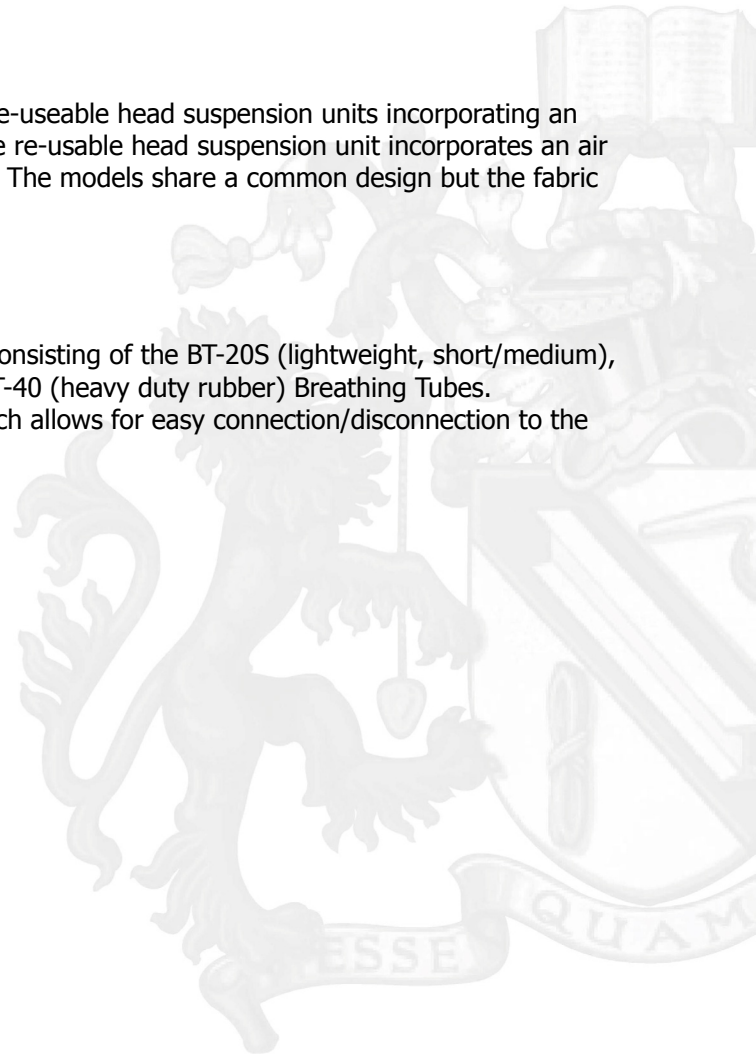 e-useable head suspension units incorporating an
e re-usable head suspension unit incorporates an air
The models share a common design but the fabric
onsisting of the BT-20S (lightweight, short/medium),
T-40 (heavy duty rubber) Breathing Tubes.
ch allows for easy connection/disconnection to the
ESSE
QUAM